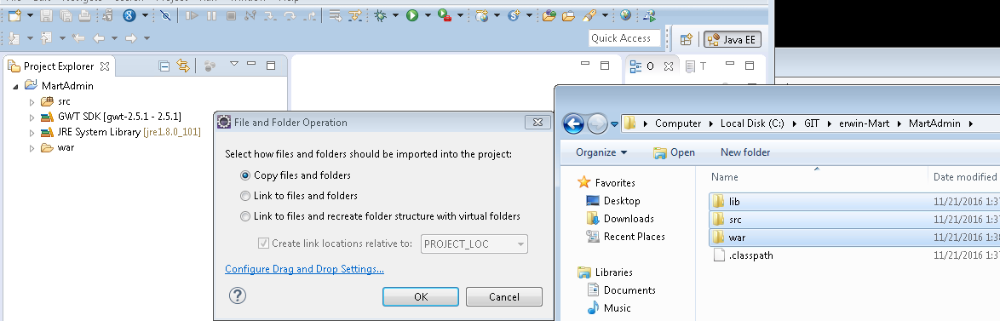 Quick Access
Java EE
Project Explorer
O
T
MartAdmin
src
GWT SDK [gwt-2.5.1 - 2.5.1]
JRE System Library [jre1.8.0_101]
war
File and Folder Operation
Select how files and folders should be imported into the project:
Copy files and folders
Link to files and folders
Link to files and recreate folder structure with virtual folders
Create link locations relative to:
PROJECT_LOC
Configure Drag and Drop Settings...
OK
Cancel
Computer
Local Disk (C:)
GIT
erwin-Mart
MartAdmin
Organize
Open
New folder
Favorites
Desktop
Downloads
Recent Places
Libraries
Documents
Music
Name
Date modified
lib
11/21/2016 1:37
src
11/21/2016 1:37
war
11/21/2016 1:38
.classpath
11/21/2016 1:37